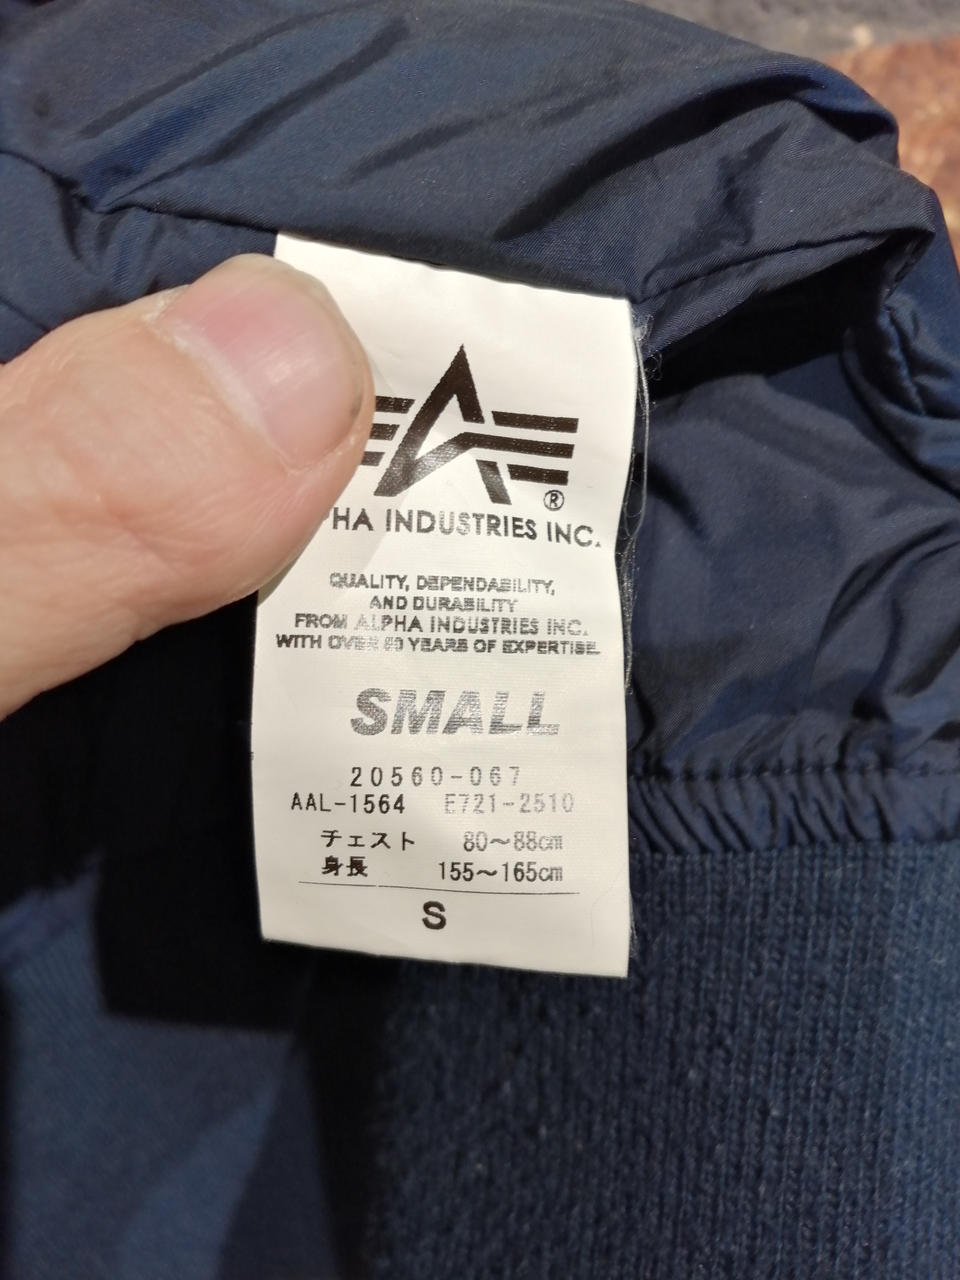 ®
PHA INDUSTRIES INC.
QUALITY, DEPENDABILITY,
AND DURABILITY
FROM ALPHA INDUSTRIES INC.
WITH OVER YEARS OF EXPERTISE.
SMALL
20560-067
AAL-1564 E721-2510
チェスト 80～88cm
身長 155～165cm
S